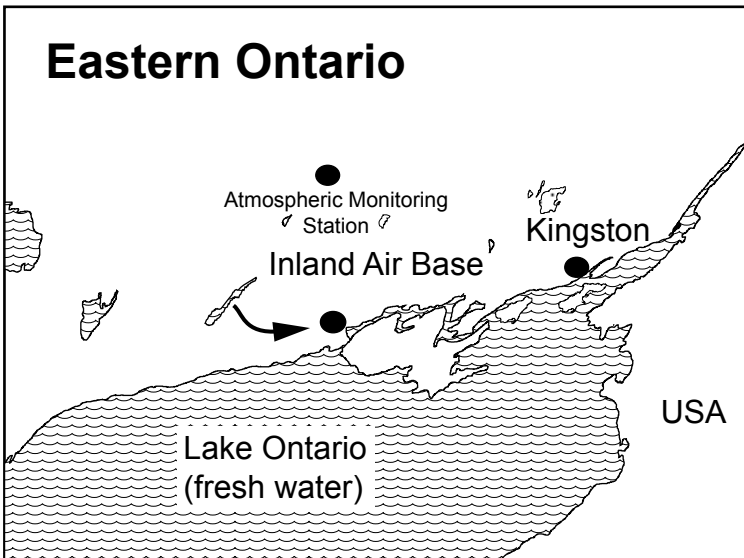 Eastern Ontario
Atmospheric Monitoring
Station
Kingston
Inland Air Base
USA
Lake Ontario
(fresh water)